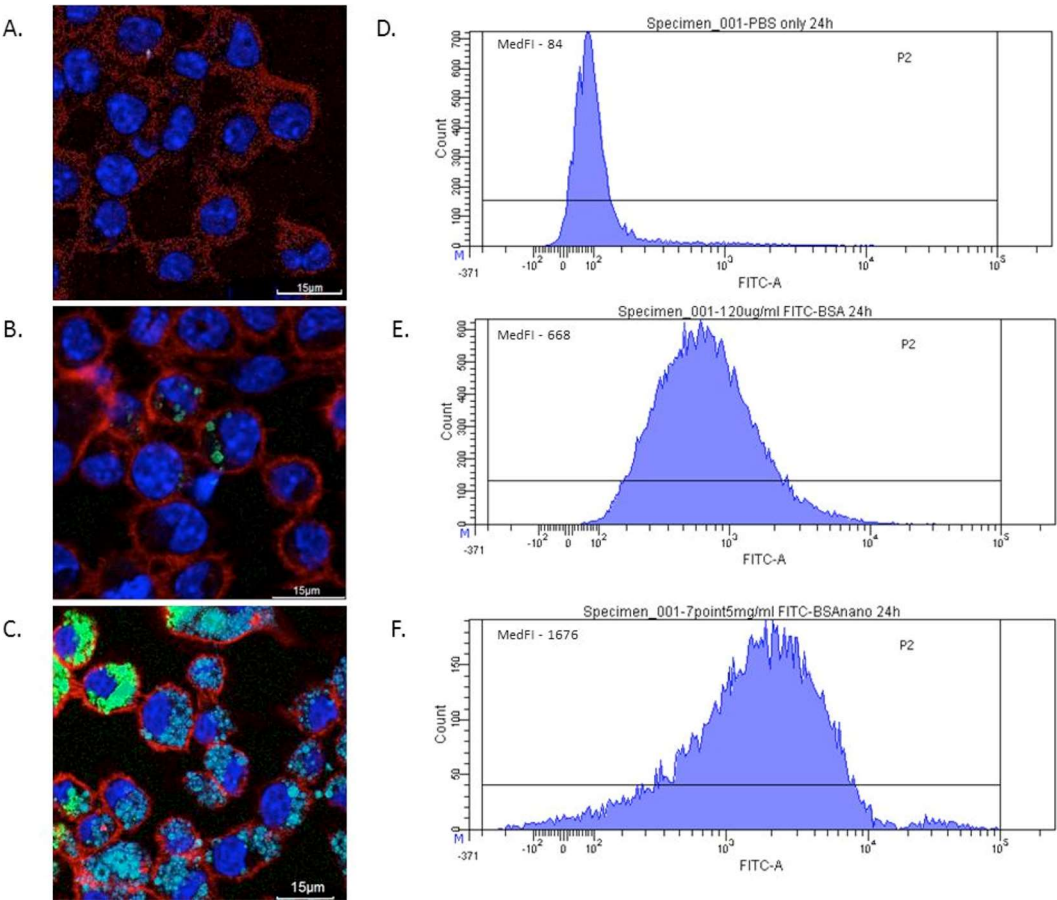 A.
15µm
B.
15µm
C.
15µm
D.
Specimen_001-PBS only 24h
MedFI - 84
P2
Count
0 100 200 300 400 500 600 700
M
-371
-10² 0 10² 10³ 10⁴ 10⁵
FITC-A
E.
Specimen_001-120ug/ml FITC-BSA 24h
MedFI - 668
P2
Count
0 100 200 300 400 500 600
M
-371
-10² 0 10² 10³ 10⁴ 10⁵
FITC-A
F.
Specimen_001-7point5mg/ml FITC-BSAnano 24h
MedFI - 1676
P2
Count
0 50 100 150
M
-371
-10² 0 10² 10³ 10⁴ 10⁵
FITC-A